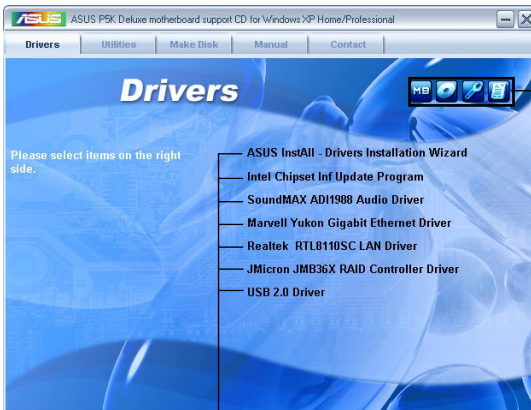 ASUS ASUS P5K Deluxe motherboard support CD for Windows XP Home/Professional
Drivers Utilities Make Disk Manual Contact
Drivers
MB
Please select items on the right
side.
ASUS InstAll - Drivers Installation Wizard
Intel Chipset Inf Update Program
SoundMAX ADI1988 Audio Driver
Marvell Yukon Gigabit Ethernet Driver
Realtek RTL8110SC LAN Driver
JMicron JMB36X RAID Controller Driver
USB 2.0 Driver